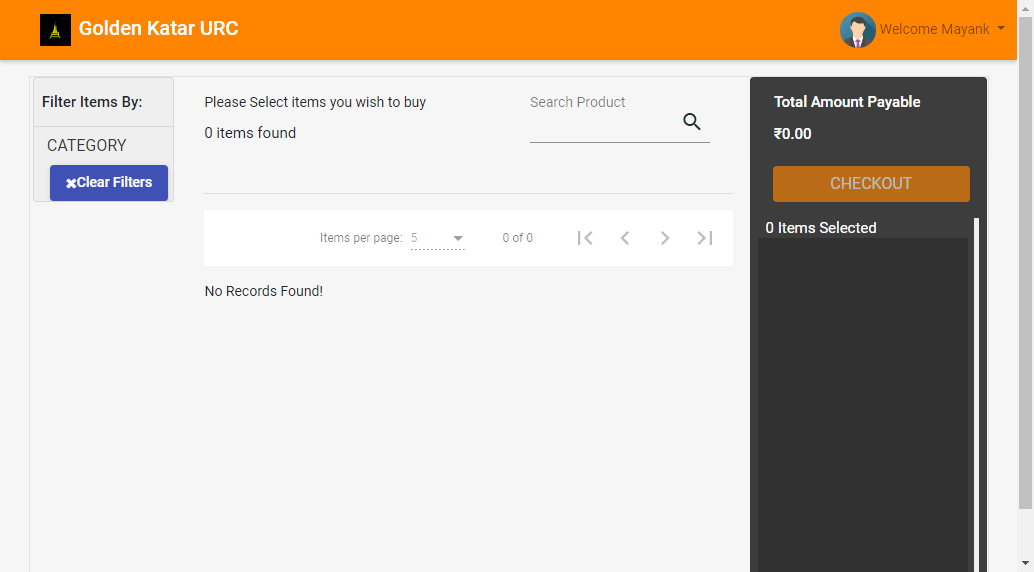 Golden Katar URC
Welcome Mayank
Filter Items By:
CATEGORY
Clear Filters
Please Select items you wish to buy
0 items found
Search Product
Items per page: 5
0 of 0
No Records Found!
Total Amount Payable
₹0.00
CHECKOUT
0 Items Selected